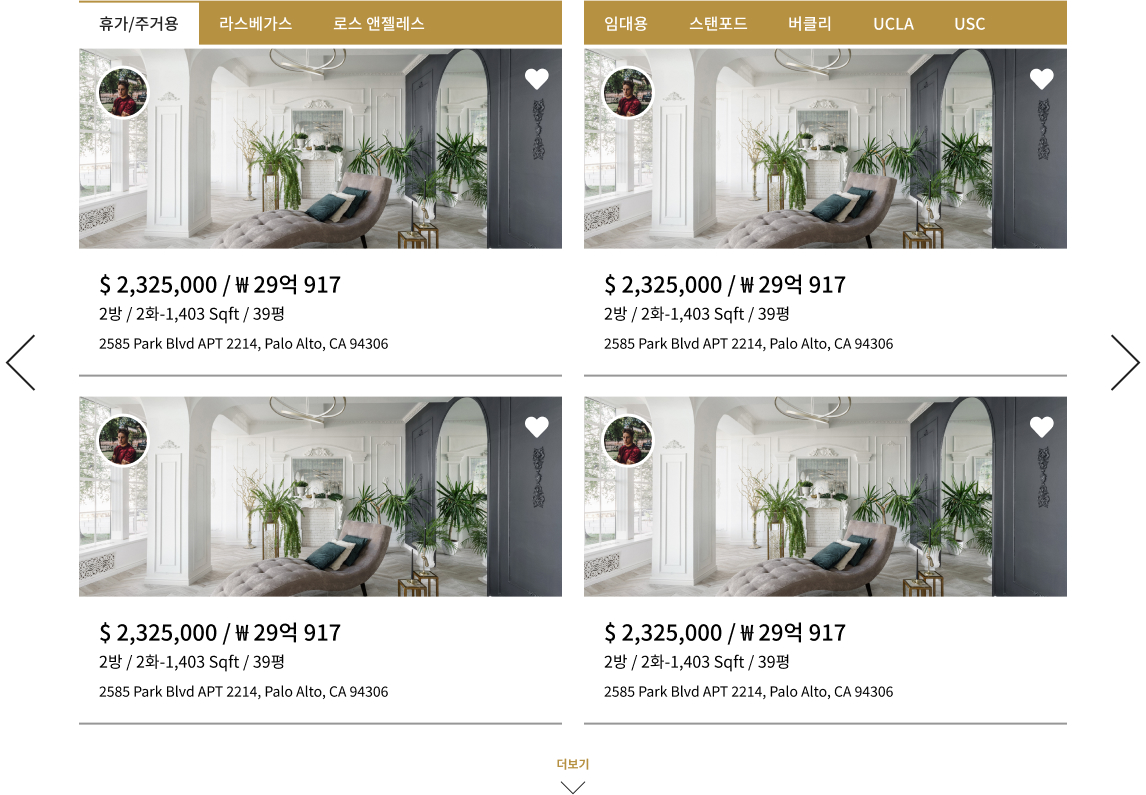 휴가/주거용 라스베가스 로스 앤젤레스
임대용 스탠포드 버클리 UCLA USC
$ 2,325,000 / ₩ 29억 917
2방 / 2화-1,403 Sqft / 39평
2585 Park Blvd APT 2214, Palo Alto, CA 94306
$ 2,325,000 / ₩ 29억 917
2방 / 2화-1,403 Sqft / 39평
2585 Park Blvd APT 2214, Palo Alto, CA 94306
$ 2,325,000 / ₩ 29억 917
2방 / 2화-1,403 Sqft / 39평
2585 Park Blvd APT 2214, Palo Alto, CA 94306
$ 2,325,000 / ₩ 29억 917
2방 / 2화-1,403 Sqft / 39평
2585 Park Blvd APT 2214, Palo Alto, CA 94306
더보기